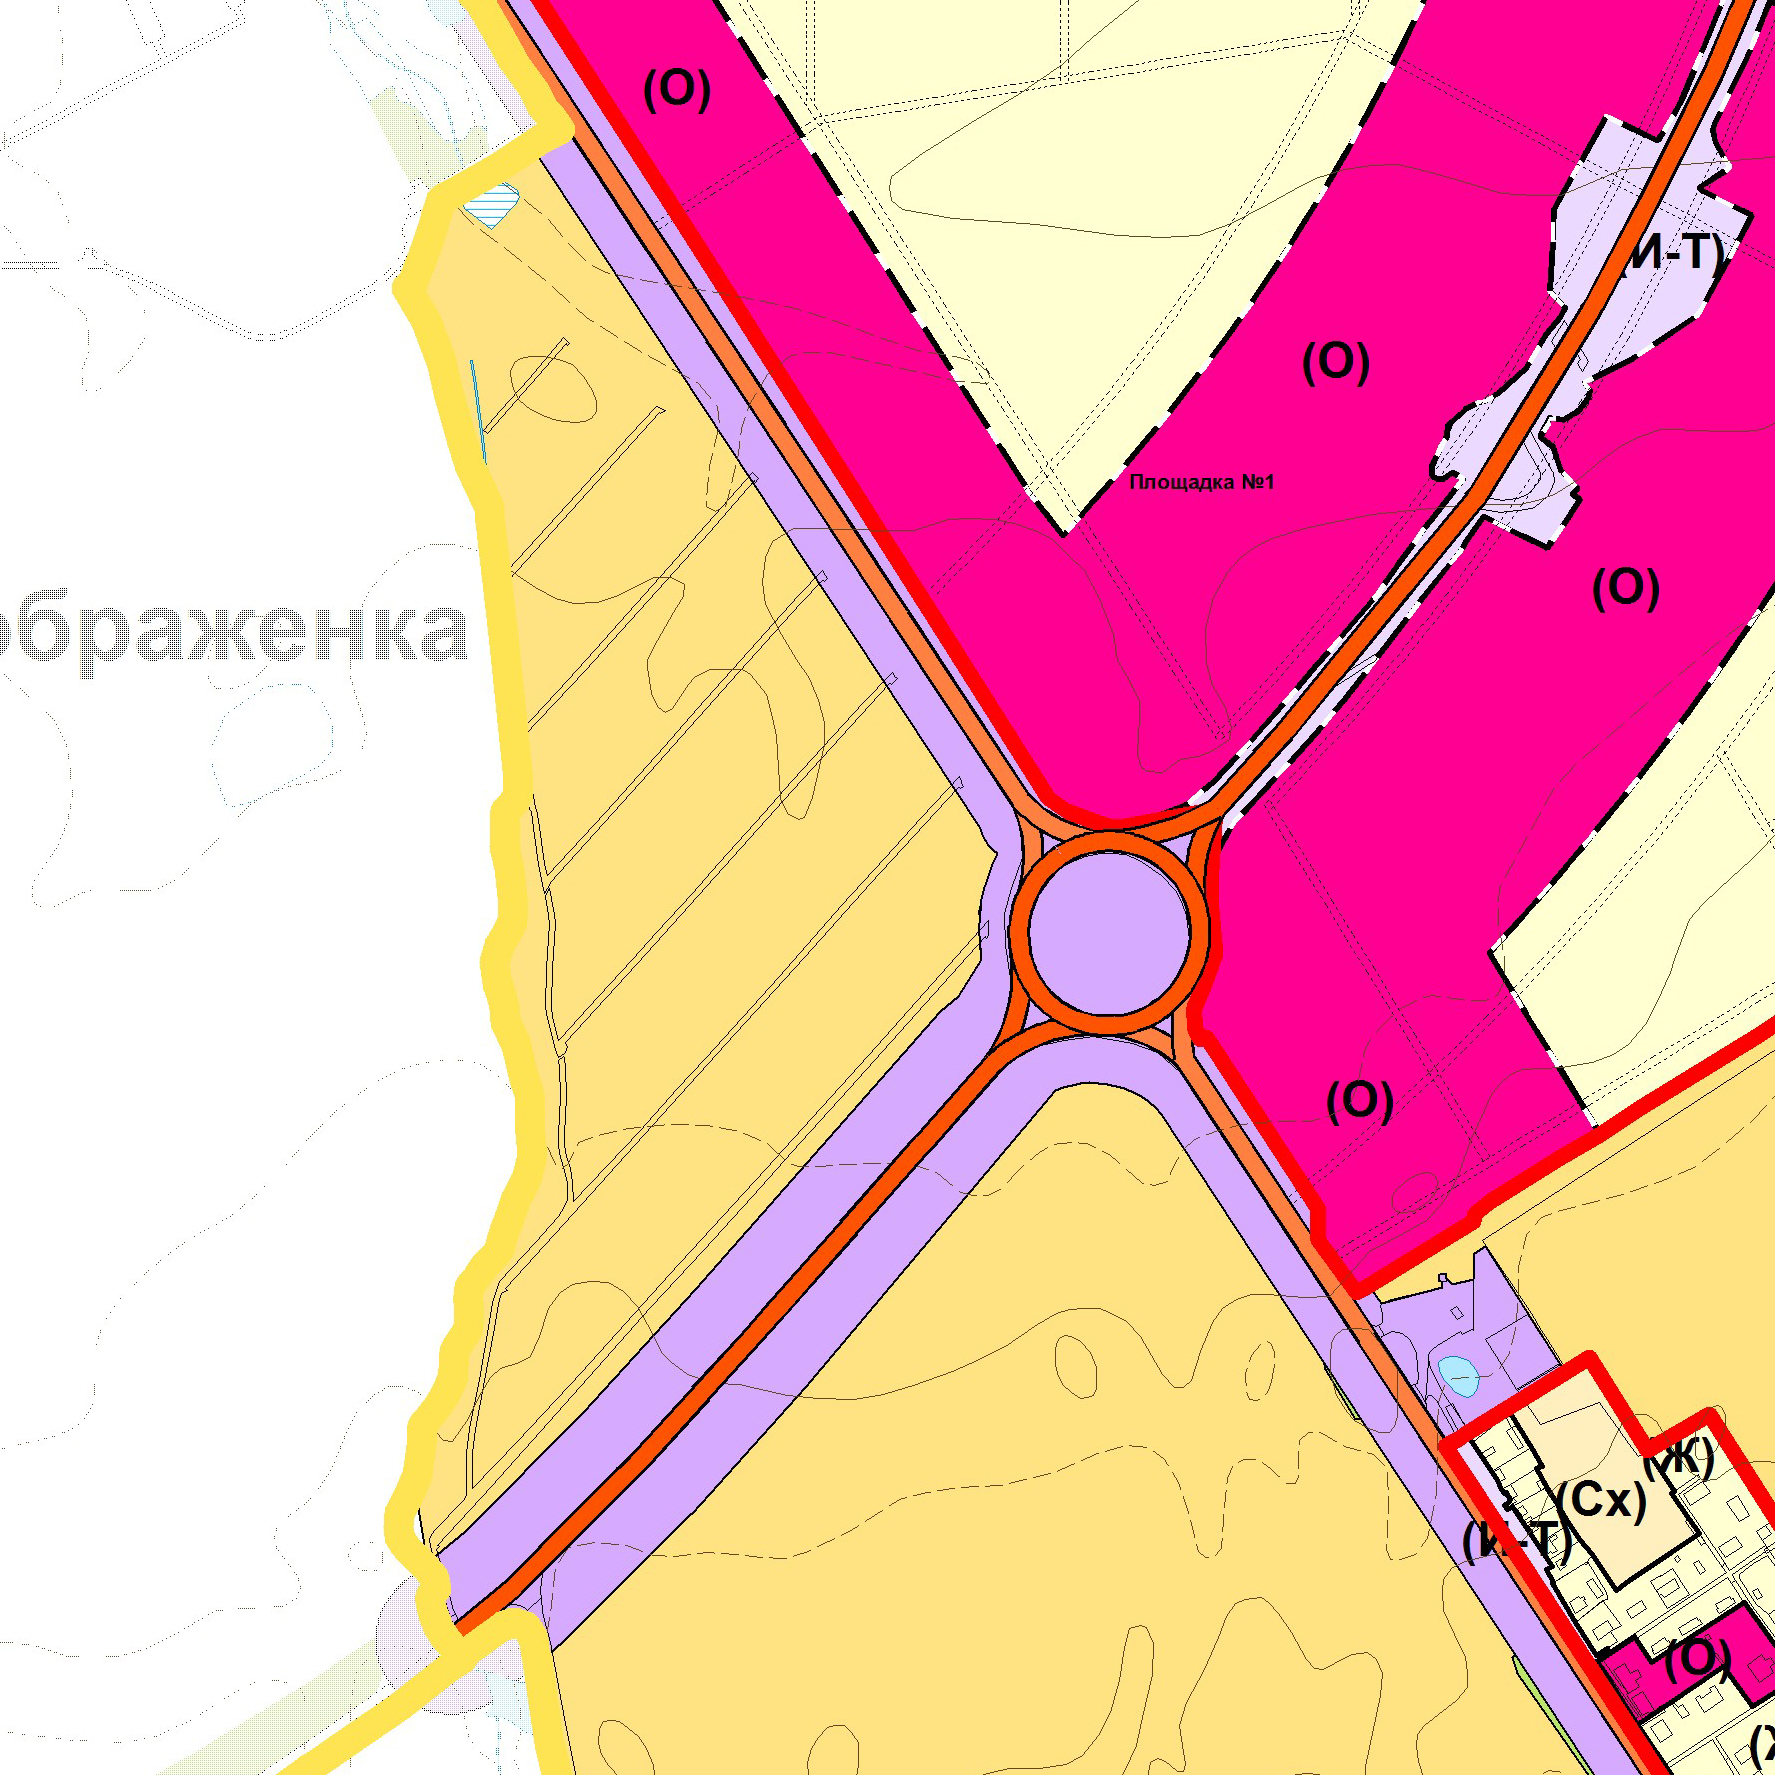 (О)
(И-Т)
(О)
Площадка №1
(О)
ображенка
(О)
(Ж)
(Сх)
(И-Т)
(О)